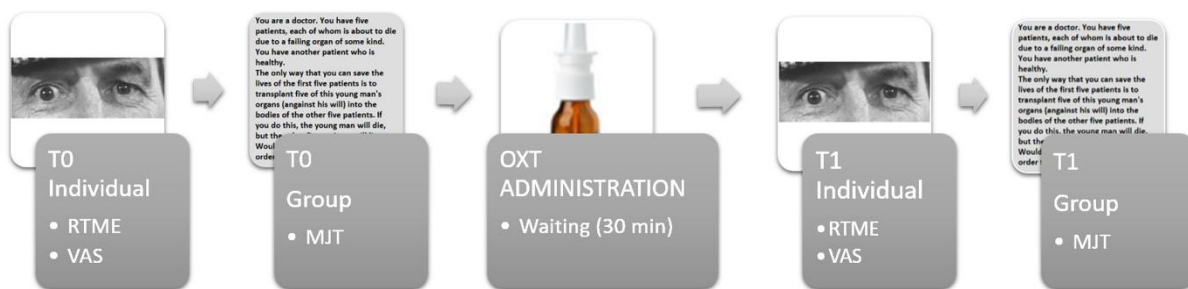 T0
Individual
• RTME
• VAS
You are a doctor. You have five
patients, each of whom is about to die
due to a failing organ of some kind.
You have another patient who is
healthy.
The only way that you can save the
lives of the first five patients is to
transplant five of this young man's
organs (angainst his will) into the
bodies of the other five patients. If
you do this, the young man will die,
but the
Would
order
T0
Group
• MJT
OXT
ADMINISTRATION
• Waiting (30 min)
T1
Individual
•RTME
•VAS
You are a doctor. You have five
patients, each of whom is about to die
due to a failing organ of some kind.
You have another patient who is
healthy.
The only way that you can save the
lives of the first five patients is to
transplant five of this young man's
organs (angainst his will) into the
bodies of the other five patients. If
you do this, the young man will die,
but the
Would
order
T1
Group
• MJT